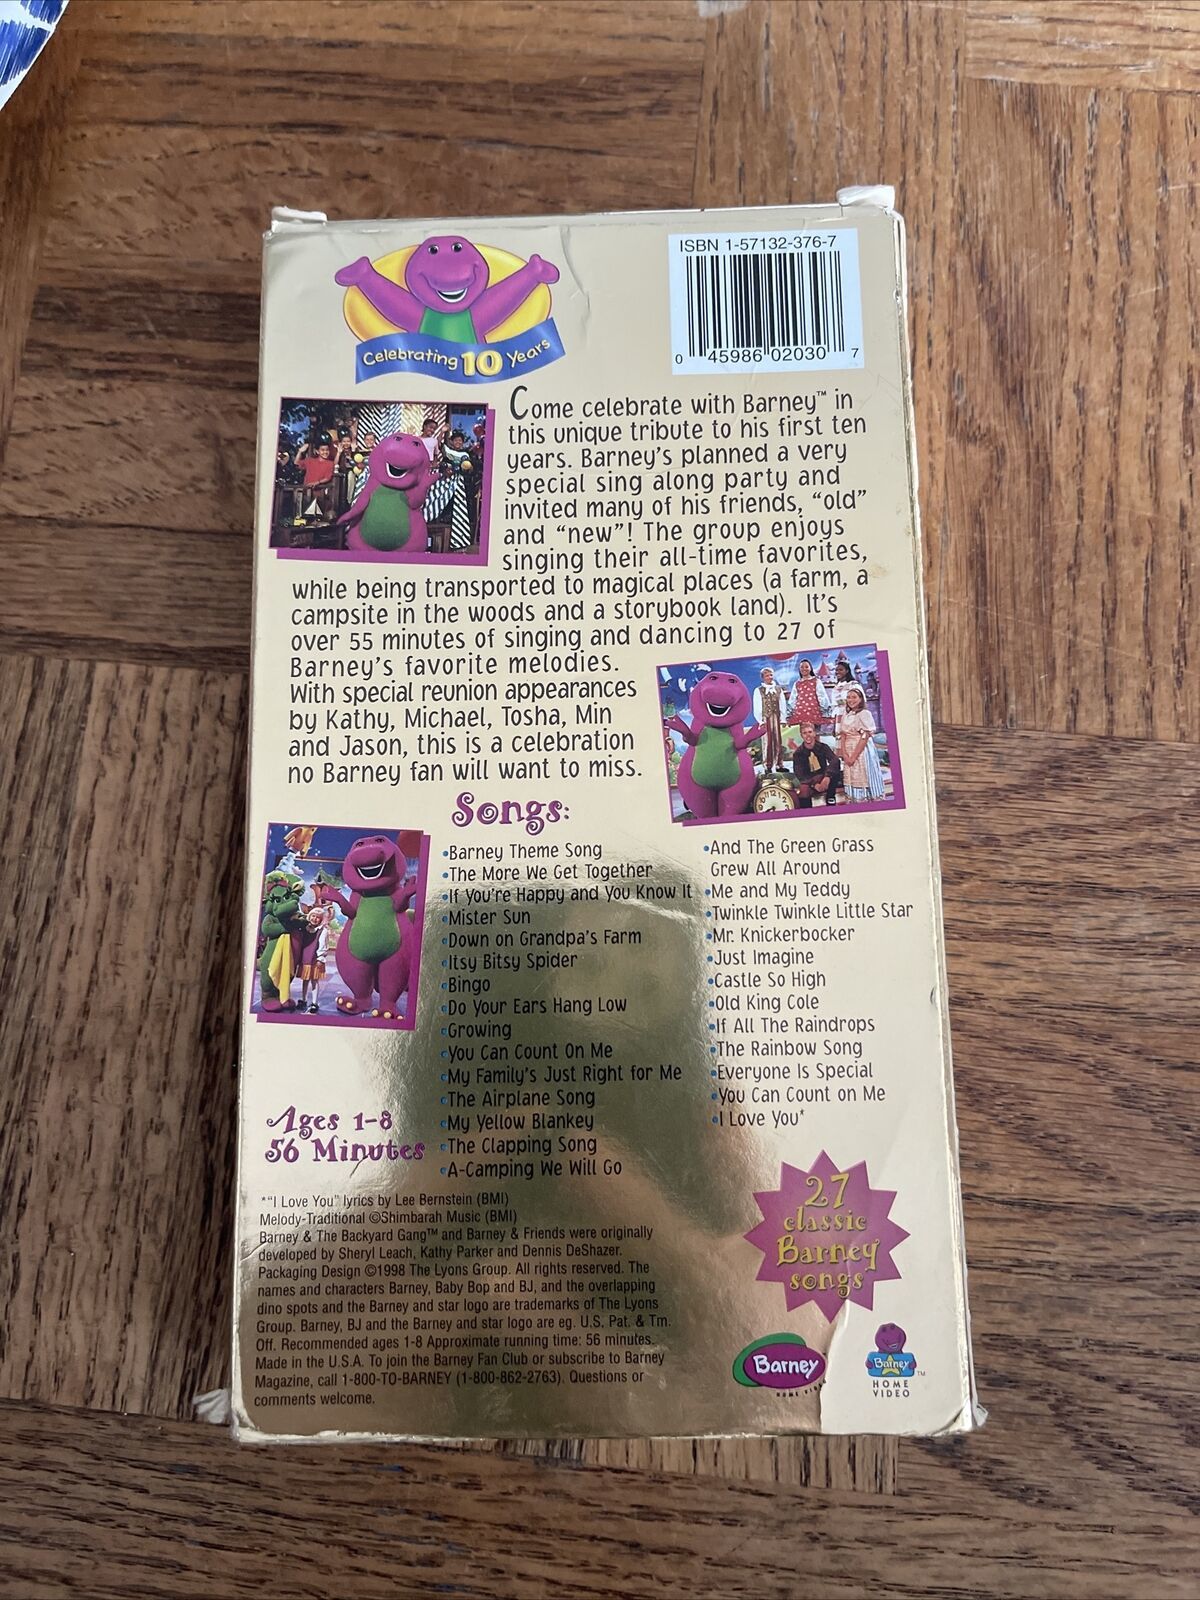 Celebrating 10 Years
ISBN 1-57132-376-7
0 45986 02030 7
Come celebrate with Barney™ in
this unique tribute to his first ten
years. Barney's planned a very
special sing along party and
invited many of his friends, "old"
and "new"! The group enjoys
singing their all-time favorites,
while being transported to magical places (a farm, a
campsite in the woods and a storybook land). It's
over 55 minutes of singing and dancing to 27 of
Barney's favorite melodies.
With special reunion appearances
by Kathy, Michael, Tosha, Min
and Jason, this is a celebration
no Barney fan will want to miss.
Songs:
•Barney Theme Song
•The More We Get Together
•If You're Happy and You Know It
•Mister Sun
•Down on Grandpa's Farm
•Itsy Bitsy Spider
•Bingo
•Do Your Ears Hang Low
•Growing
•You Can Count On Me
•My Family's Just Right for Me
•The Airplane Song
•My Yellow Blankey
•The Clapping Song
•A-Camping We Will Go
•And The Green Grass
Grew All Around
•Me and My Teddy
•Twinkle Twinkle Little Star
•Mr. Knickerbocker
•Just Imagine
•Castle So High
•Old King Cole
•If All The Raindrops
•The Rainbow Song
•Everyone Is Special
•You Can Count on Me
•I Love You*
Ages 1-8
56 Minutes
*"I Love You" lyrics by Lee Bernstein (BMI)
Melody-Traditional ©Shimbarah Music (BMI)
Barney & The Backyard Gang™ and Barney & Friends were originally
developed by Sheryl Leach, Kathy Parker and Dennis DeShazer.
Packaging Design ©1998 The Lyons Group. All rights reserved. The
names and characters Barney, Baby Bop and BJ, and the overlapping
dino spots and the Barney and star logo are trademarks of The Lyons
Group. Barney, BJ and the Barney and star logo are eg. U.S. Pat. & Tm.
Off. Recommended ages 1-8 Approximate running time: 56 minutes.
Made in the U.S.A. To join the Barney Fan Club or subscribe to Barney
Magazine, call 1-800-TO-BARNEY (1-800-862-2763). Questions or
comments welcome.
27
classic
Barney
songs
Barney
HOME
Barney™
HOME
VIDEO